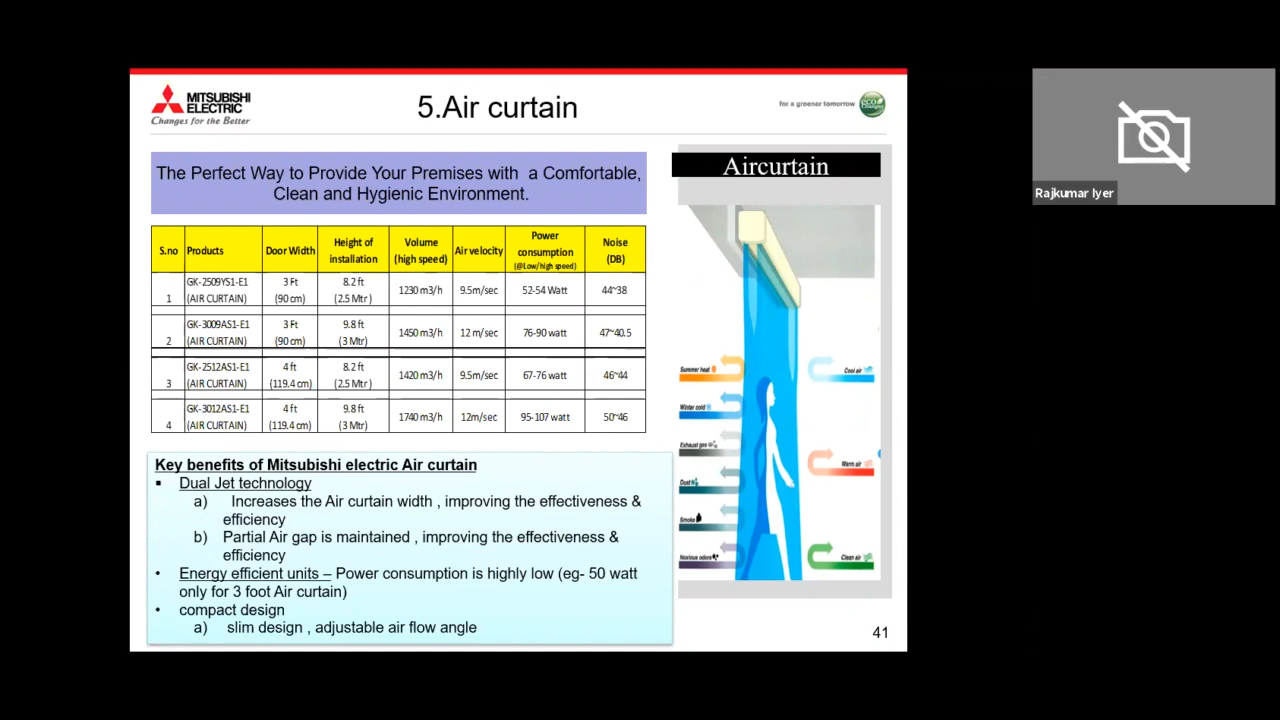 MITSUBISHI
ELECTRIC
Changes for the Better
5.Air curtain
for a greener tomorrow
eco
Changes
The Perfect Way to Provide Your Premises with a Comfortable,
Clean and Hygienic Environment.
S.no Products Door Width Height of installation Volume (high speed) Air velocity Power consumption (@Low/high speed) Noise (DB)
1 GK-2509YS1-E1 (AIR CURTAIN) 3 Ft (90 cm) 8.2 ft (2.5 Mtr ) 1230 m3/h 9.5m/sec 52-54 Watt 44~38
2 GK-3009AS1-E1 (AIR CURTAIN) 3 Ft (90 cm) 9.8 ft (3 Mtr) 1450 m3/h 12 m/sec 76-90 watt 47~40.5
3 GK-2512AS1-E1 (AIR CURTAIN) 4 ft (119.4 cm) 8.2 ft (2.5 Mtr ) 1420 m3/h 9.5m/sec 67-76 watt 46~44
4 GK-3012AS1-E1 (AIR CURTAIN) 4 ft (119.4 cm) 9.8 ft (3 Mtr) 1740 m3/h 12m/sec 95-107 watt 50~46
Key benefits of Mitsubishi electric Air curtain
▪ Dual Jet technology
a) Increases the Air curtain width , improving the effectiveness &
efficiency
b) Partial Air gap is maintained , improving the effectiveness &
efficiency
• Energy efficient units – Power consumption is highly low (eg- 50 watt
only for 3 foot Air curtain)
• compact design
a) slim design , adjustable air flow angle
Aircurtain
Summer heat
Cool air
Winter cold
Exhaust gas
Warm air
Dust
Smoke
Noxious odors
Clean air
41
Rajkumar Iyer